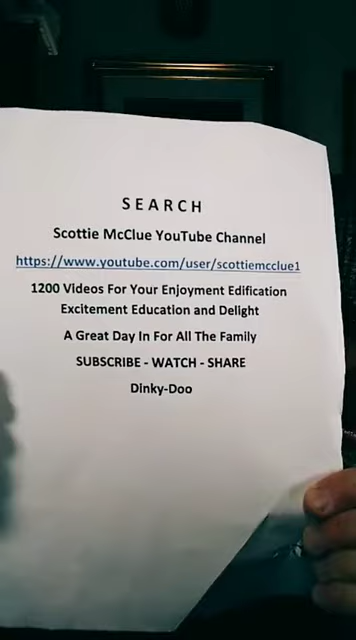 SEARCH
Scottie McClue YouTube Channel
https://www.youtube.com/user/scottiemcclue1
1200 Videos For Your Enjoyment Edification
Excitement Education and Delight
A Great Day In For All The Family
SUBSCRIBE - WATCH - SHARE
Dinky-Doo